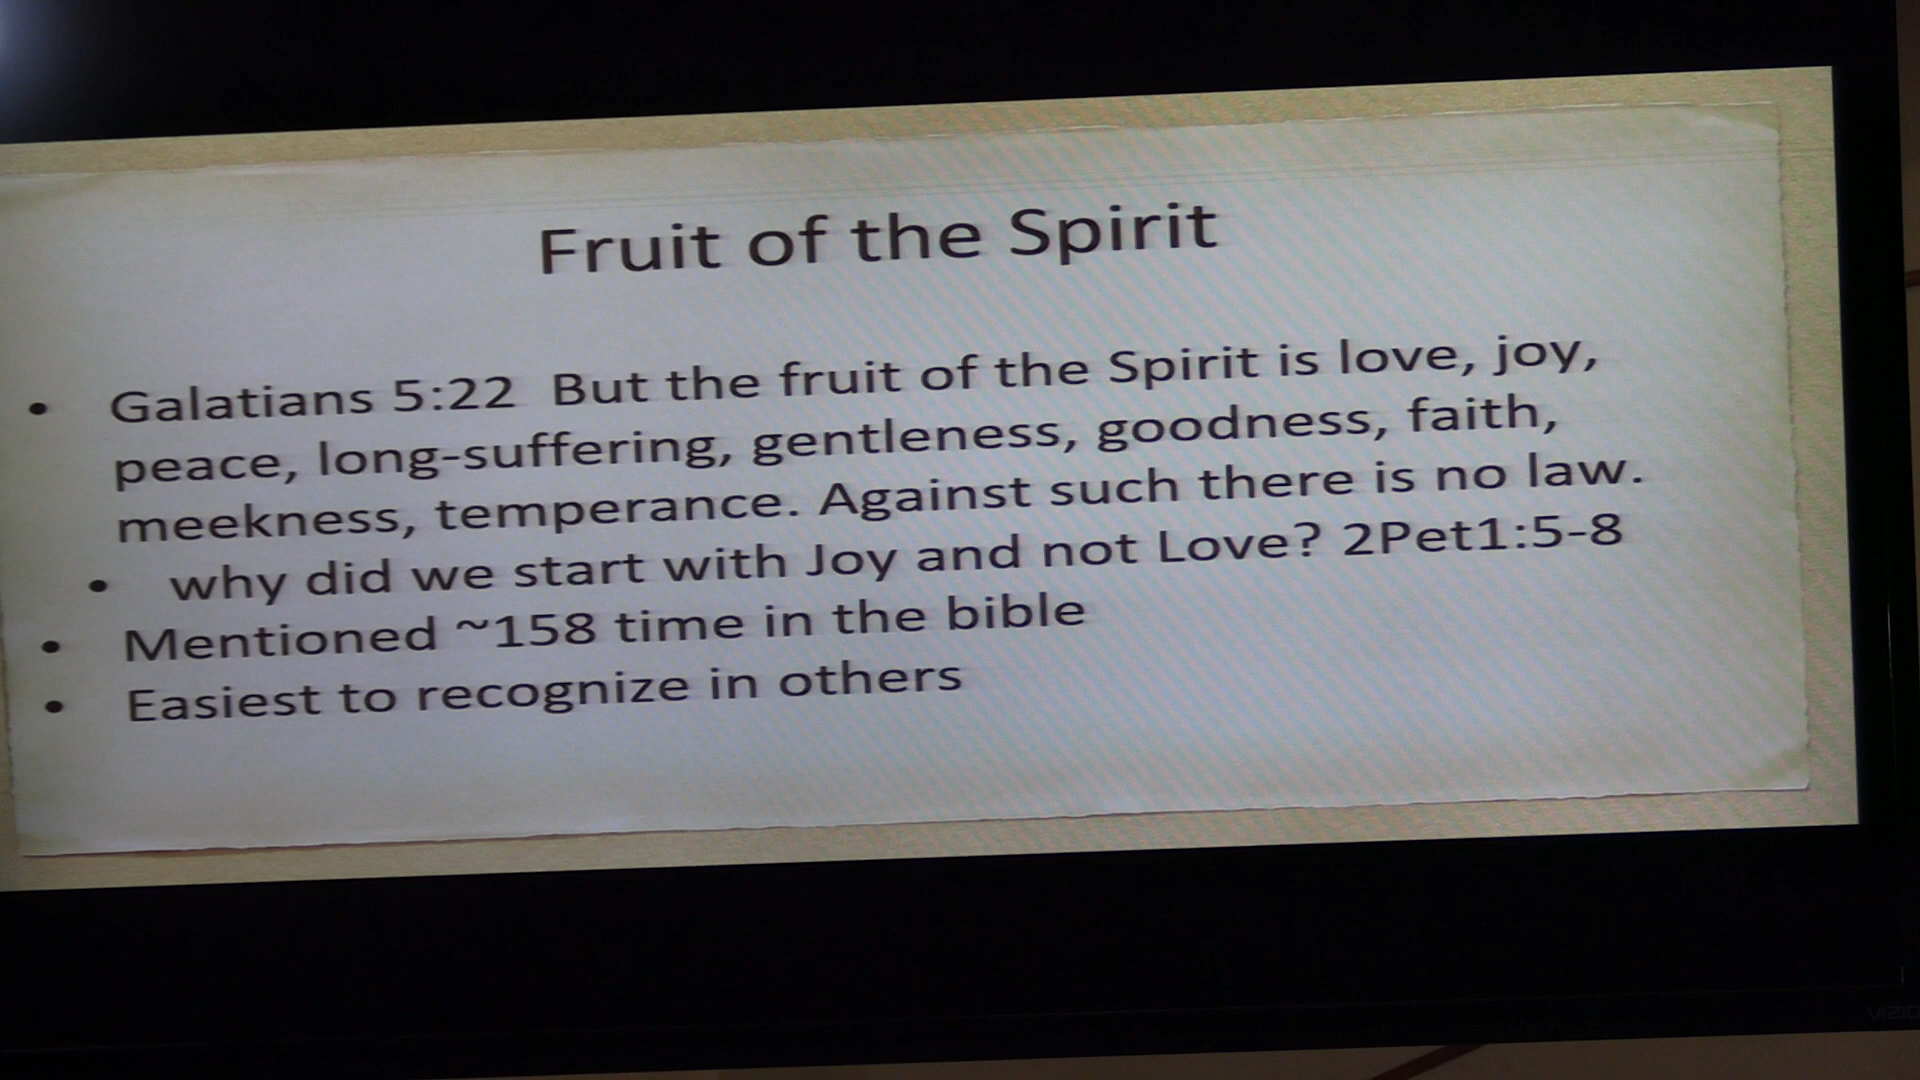 Fruit of the Spirit
• Galatians 5:22 But the fruit of the Spirit is love, joy,
peace, long-suffering, gentleness, goodness, faith,
meekness, temperance. Against such there is no law.
• why did we start with Joy and not Love? 2Pet1:5-8
• Mentioned ~158 time in the bible
• Easiest to recognize in others
VIZIO